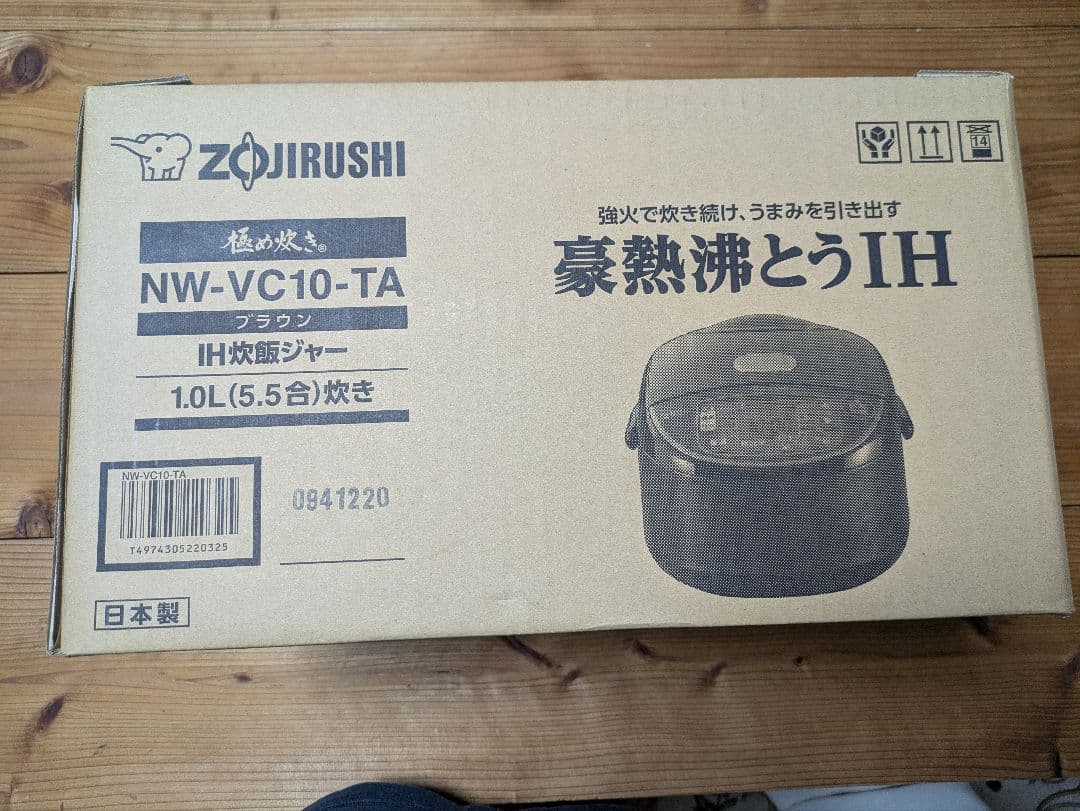 ZOJIRUSHI
極め炊き®
NW-VC10-TA
ブラウン
IH炊飯ジャー
1.0L(5.5合)炊き
NW-VC10-TA
T4974305220325
0941220
日本製
14
強火で炊き続け、うまみを引き出す
豪熱沸とうIH